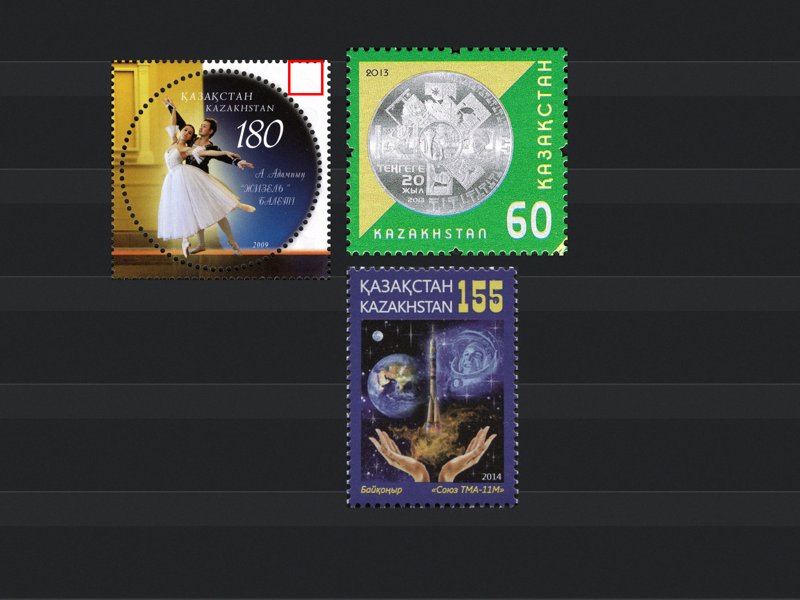 ҚАЗАҚСТАН
KAZAKHSTAN
180
А. Адамның
"ЖИЗЕЛЬ"
БАЛЕТІ
2009
2013
ТЕҢГЕГЕ
20
ЖЫЛ
2013
ҚАЗАҚСТАН
KAZAKHSTAN
60
ҚАЗАҚСТАН
KAZAKHSTAN
155
2014
Байқоңыр
«Союз ТМА-11М»